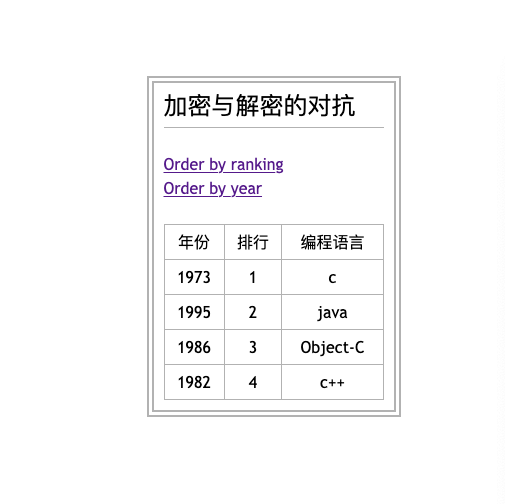 加密与解密的对抗
Order by ranking
Order by year
年份 排行 编程语言
1973 1 c
1995 2 java
1986 3 Object-C
1982 4 c++